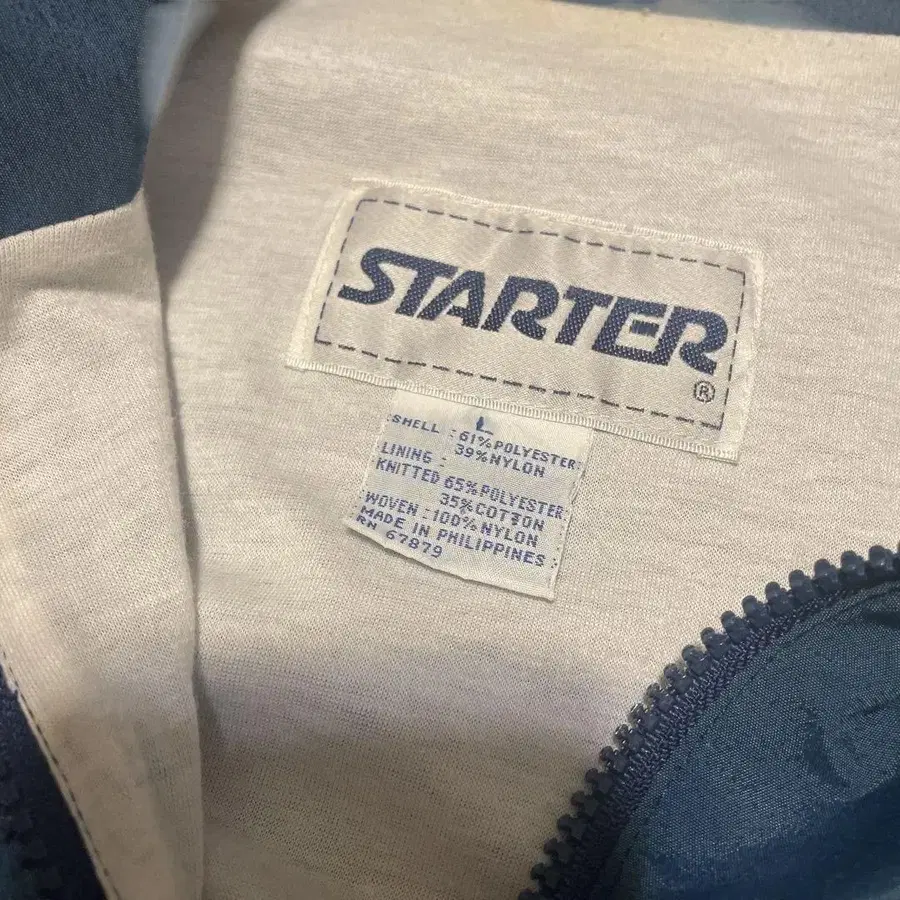 STARTER
®
L
SHELL : 61% POLYESTER
39% NYLON
LINING :
KNITTED 65% POLYESTER
35% COTTON
WOVEN : 100% NYLON
MADE IN PHILIPPINES
RN 67879